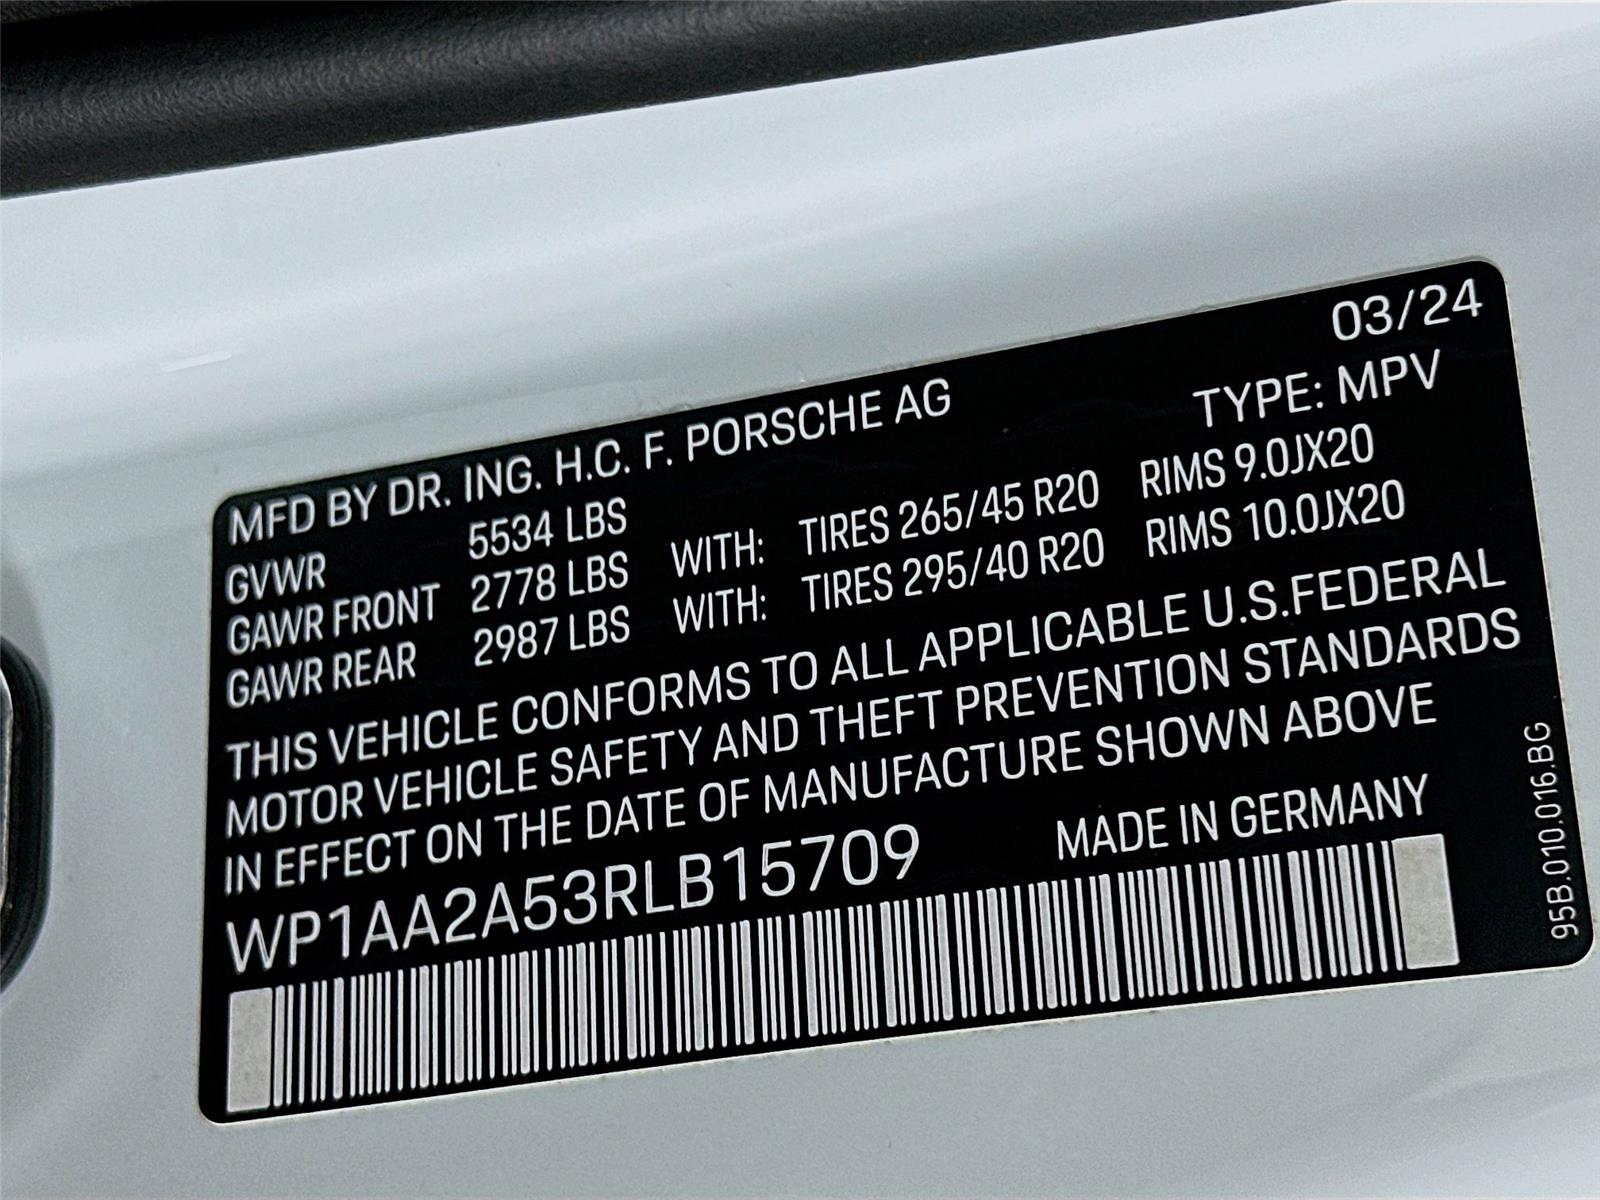 03/24
MFD BY DR. ING. H.C. F. PORSCHE AG TYPE: MPV
GVWR 5534 LBS
GAWR FRONT 2778 LBS WITH: TIRES 265/45 R20 RIMS 9.0JX20
GAWR REAR 2987 LBS WITH: TIRES 295/40 R20 RIMS 10.0JX20
THIS VEHICLE CONFORMS TO ALL APPLICABLE U.S.FEDERAL
MOTOR VEHICLE SAFETY AND THEFT PREVENTION STANDARDS
IN EFFECT ON THE DATE OF MANUFACTURE SHOWN ABOVE
WP1AA2A53RLB15709 MADE IN GERMANY
95B.010.016.BG